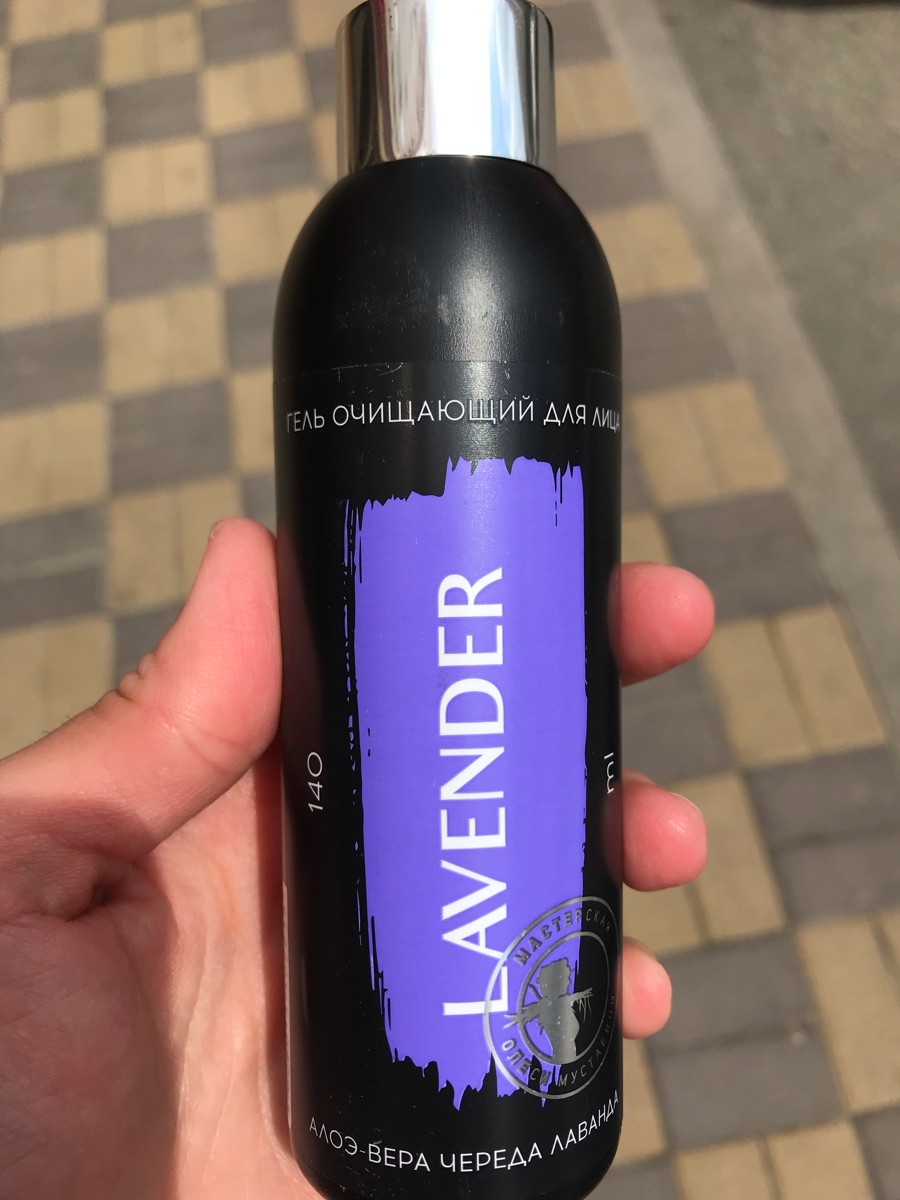 ГЕЛЬ ОЧИЩАЮЩИЙ ДЛЯ ЛИЦА
LAVENDER
140
ml
МАСТЕРСКАЯ
ОЛЕСИ МУСТАЕВОЙ
АЛОЭ-ВЕРА ЧЕРЕДА ЛАВАНДА